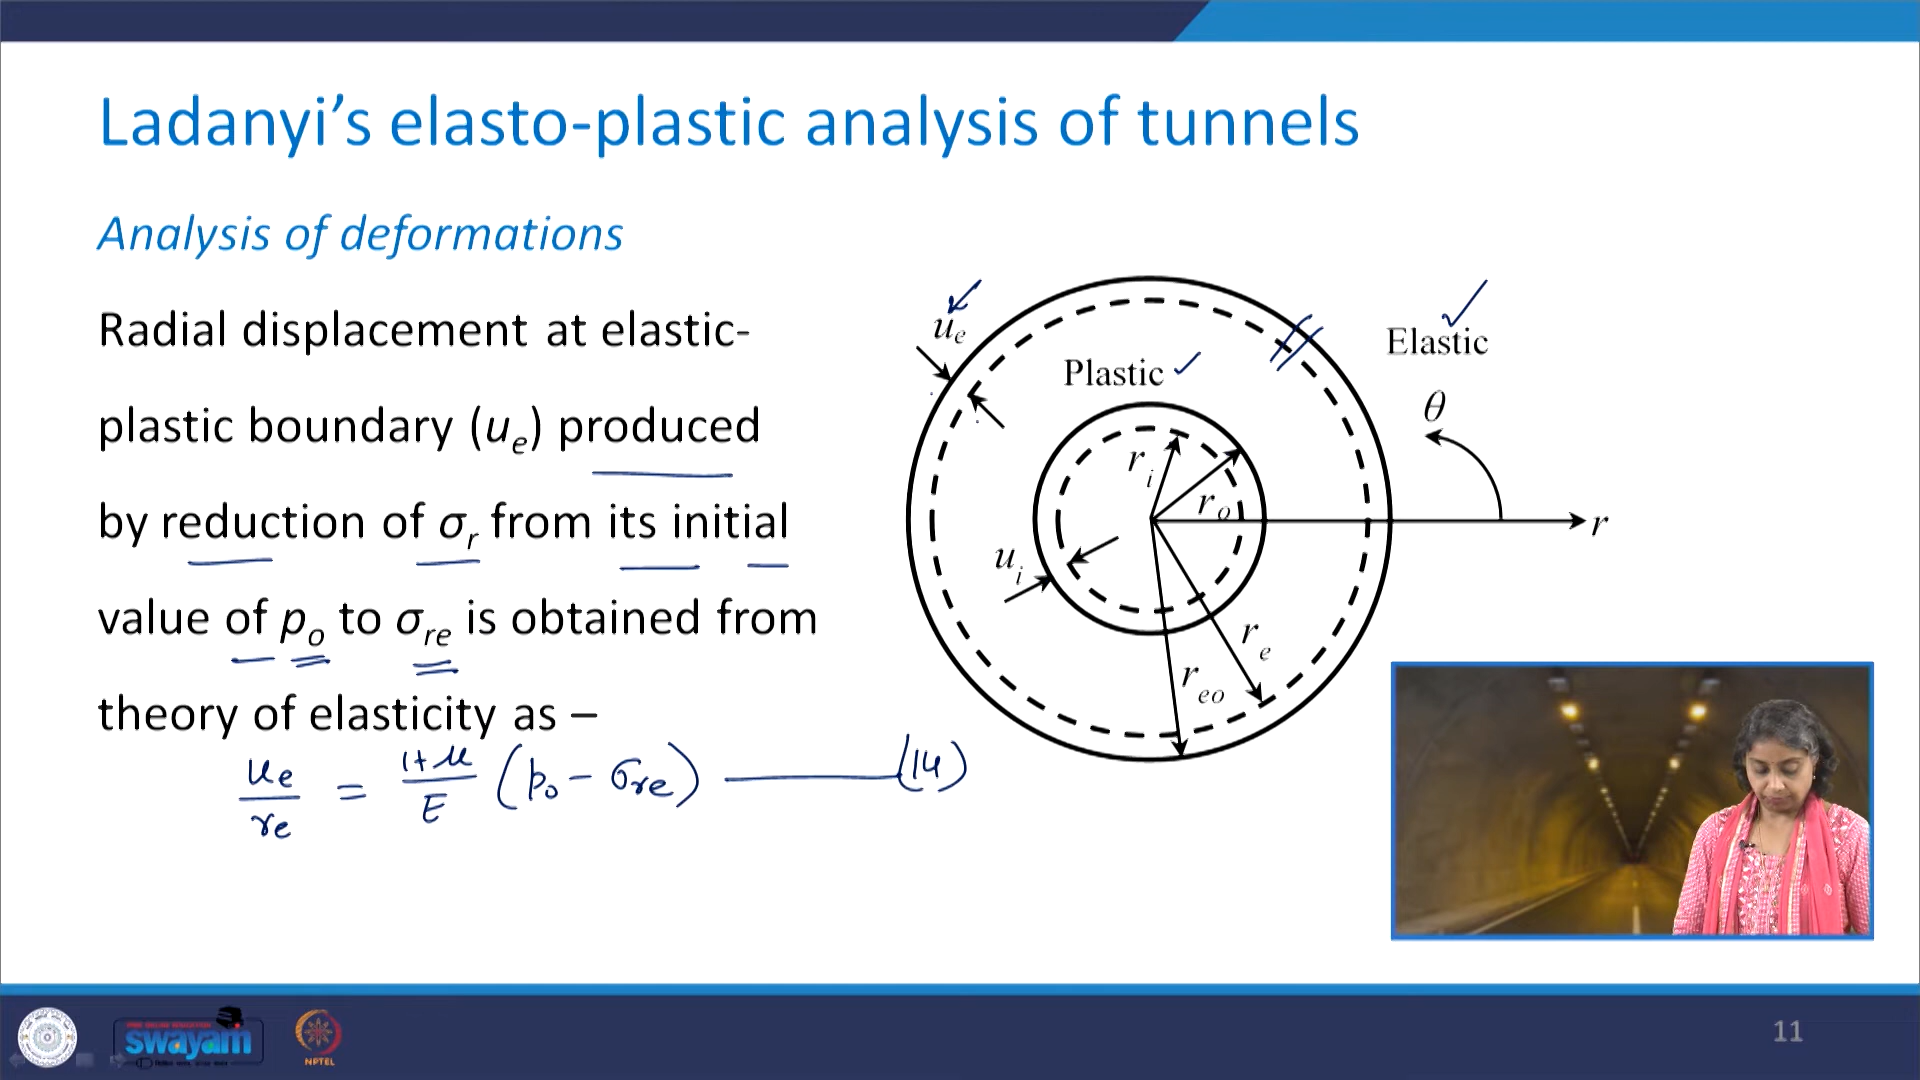 Ladanyi’s elasto-plastic analysis of tunnels
Analysis of deformations
Radial displacement at elastic-
plastic boundary (uₑ) produced
by reduction of σᵣ from its initial
value of pₒ to σᵣₑ is obtained from
theory of elasticity as –
uₑ/rₑ = (1+μ)/E (p₀ − σᵣₑ) ——— (14)
uₑ
Plastic
Elastic
θ
rᵢ
rₒ
r
uᵢ
rₑ
rₑₒ
swayam
NPTEL
11